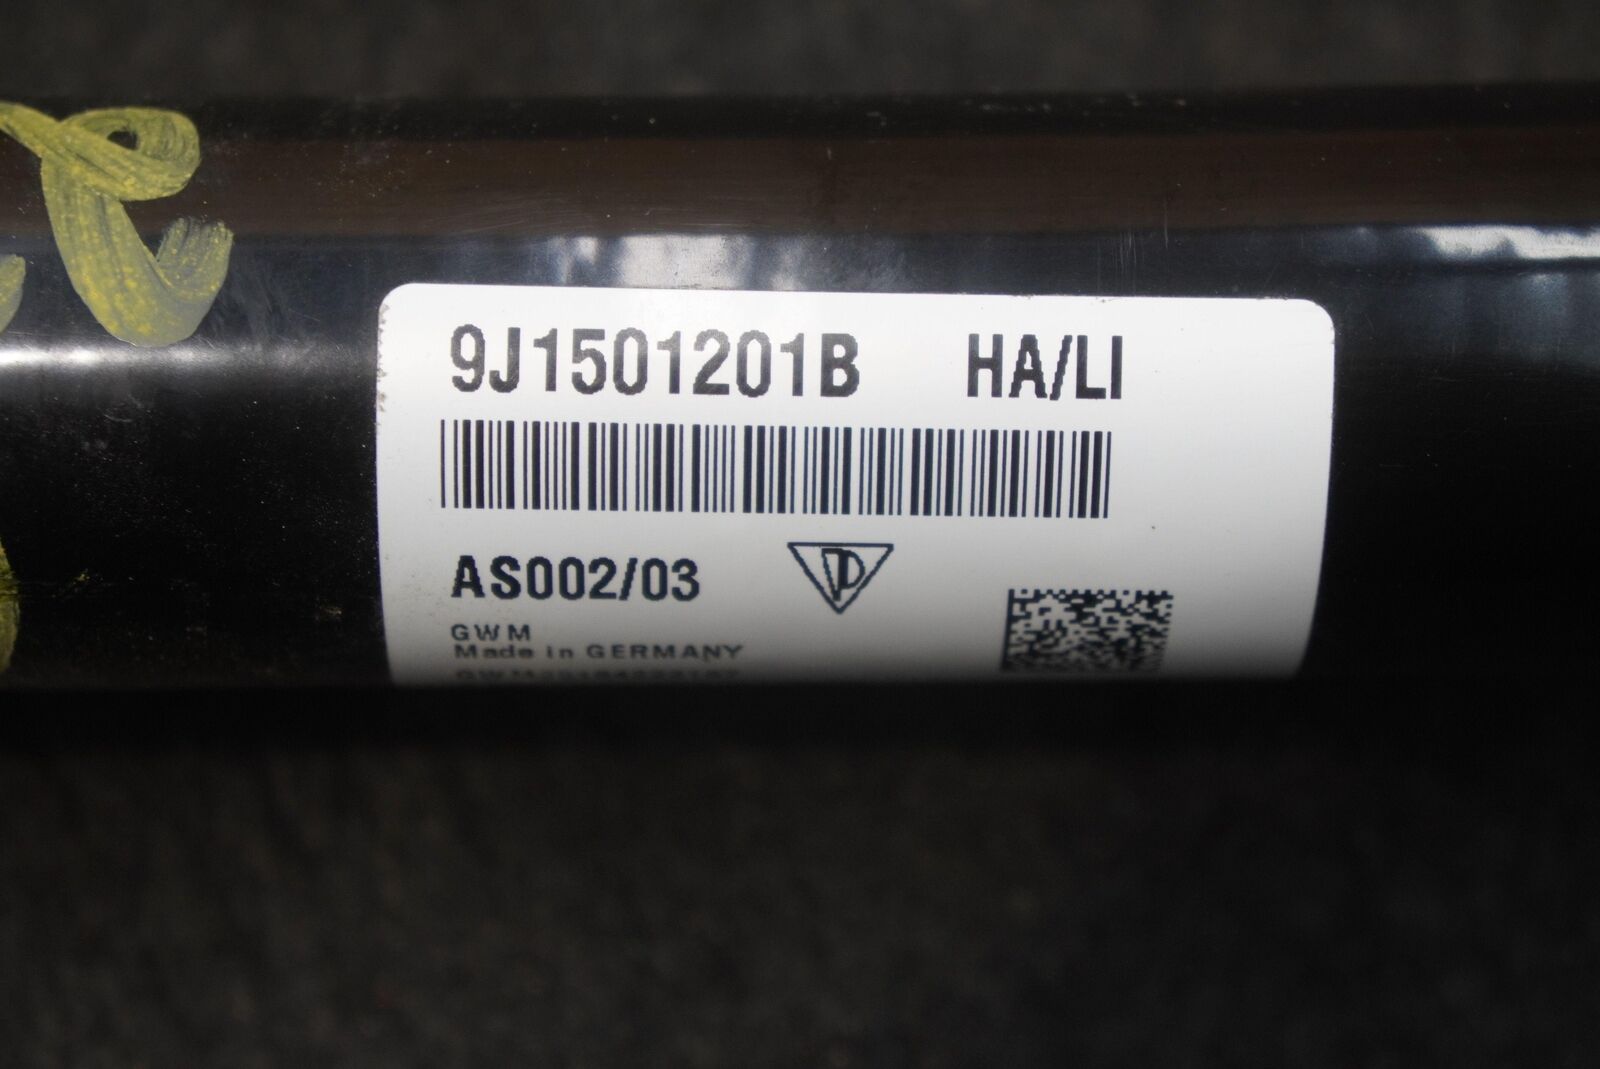 9J1501201B HA/LI
AS002/03
GWM
Made in GERMANY